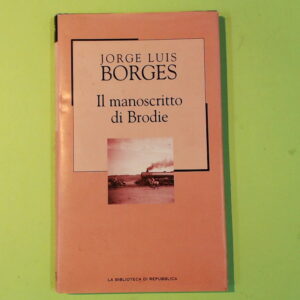 JORGE LUIS
BORGES
Il manoscritto
di Brodie
LA BIBLIOTECA DI REPUBBLICA